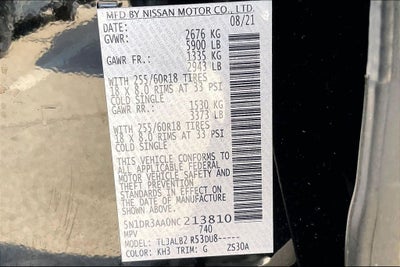 MFD BY NISSAN MOTOR CO., LTD.
DATE: 08/21
GVWR: 2676 KG
5900 LB
GAWR FR.: 1335 KG
2943 LB
WITH 255/60R18 TIRES
18 X 8.0 RIMS AT 33 PSI
COLD SINGLE
GAWR RR.: 1530 KG
3373 LB
WITH 255/60R18 TIRES
18 X 8.0 RIMS AT 33 PSI
COLD SINGLE
THIS VEHICLE CONFORMS TO
ALL APPLICABLE FEDERAL
MOTOR VEHICLE SAFETY
AND THEFT PREVENTION
STANDARDS IN EFFECT ON
THE DATE OF MANUFACTURE
SHOWN ABOVE.
5N1DR3AA0NC213810
MPV 740
MODEL: TLJALB2 R53DU8-----
COLOR: KH3 TRIM: G ZS30A